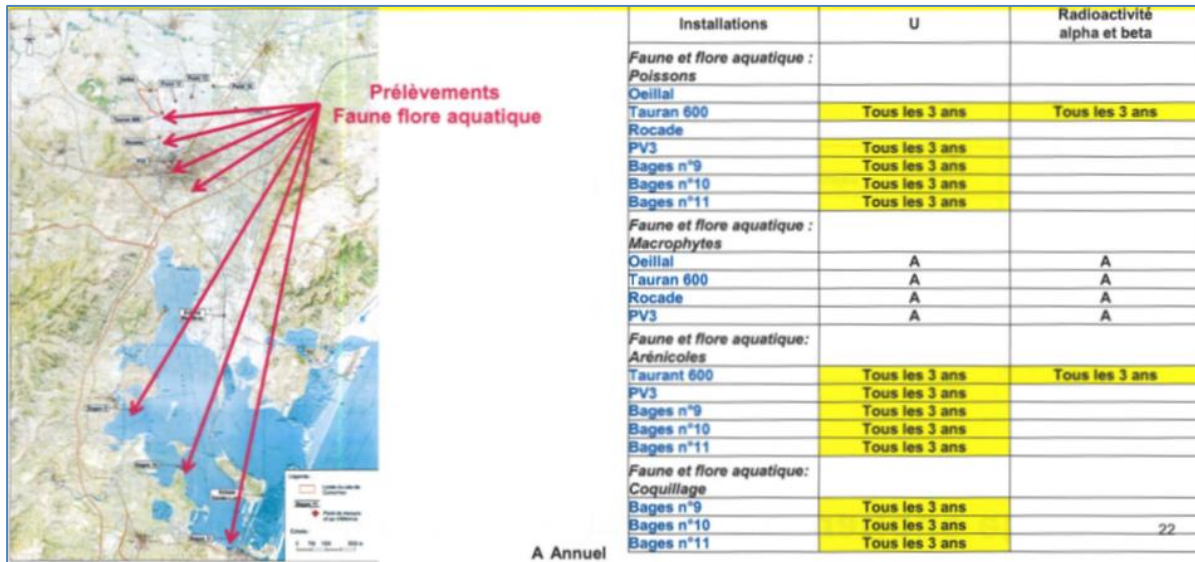 Prélèvements
Faune flore aquatique
A Annuel
Installations U Radioactivité alpha et beta
Faune et flore aquatique :
Poissons
Oeillal
Tauran 600 Tous les 3 ans Tous les 3 ans
Rocade
PV3 Tous les 3 ans
Bages n°9 Tous les 3 ans
Bages n°10 Tous les 3 ans
Bages n°11 Tous les 3 ans
Faune et flore aquatique :
Macrophytes
Oeillal A A
Tauran 600 A A
Rocade A A
PV3 A A
Faune et flore aquatique:
Arénicoles
Taurant 600 Tous les 3 ans Tous les 3 ans
PV3 Tous les 3 ans
Bages n°9 Tous les 3 ans
Bages n°10 Tous les 3 ans
Bages n°11 Tous les 3 ans
Faune et flore aquatique:
Coquillage
Bages n°9 Tous les 3 ans
Bages n°10 Tous les 3 ans
Bages n°11 Tous les 3 ans
22